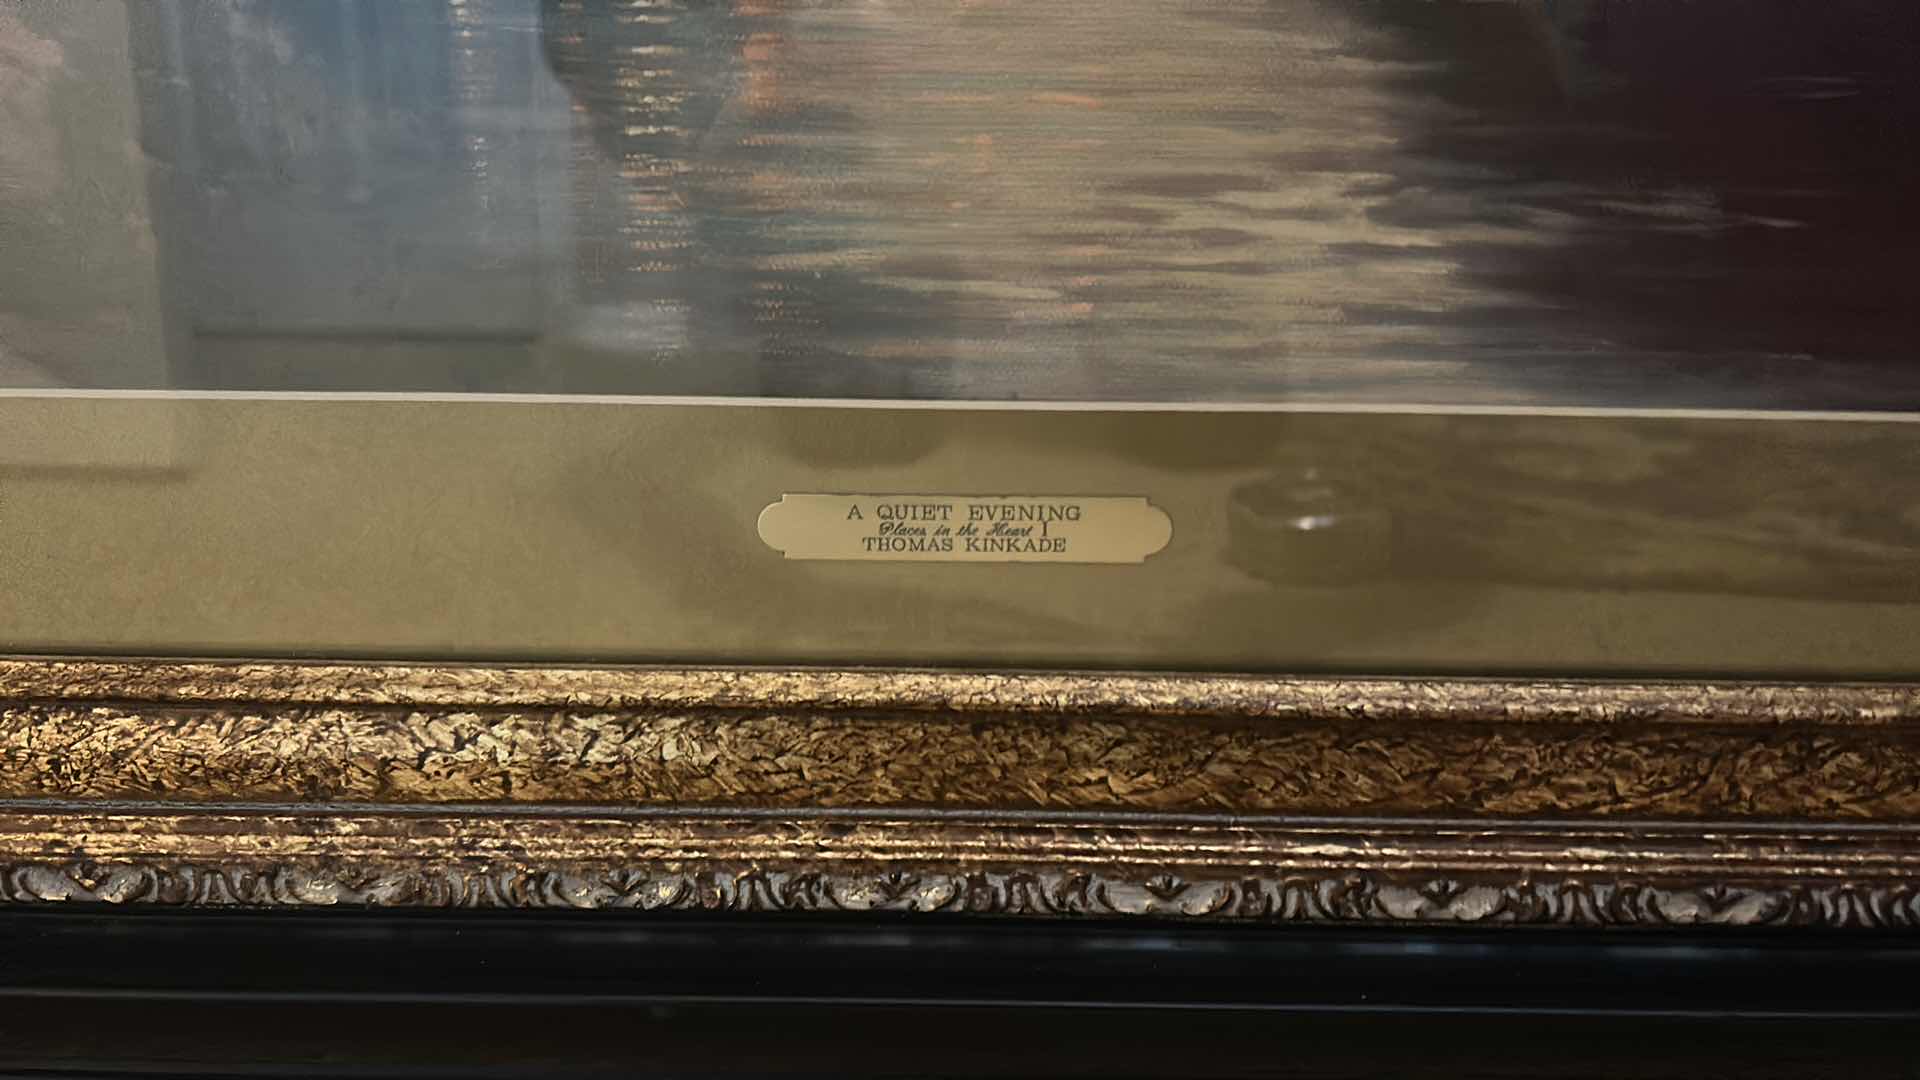 A QUIET EVENING
Places in the Heart I
THOMAS KINKADE